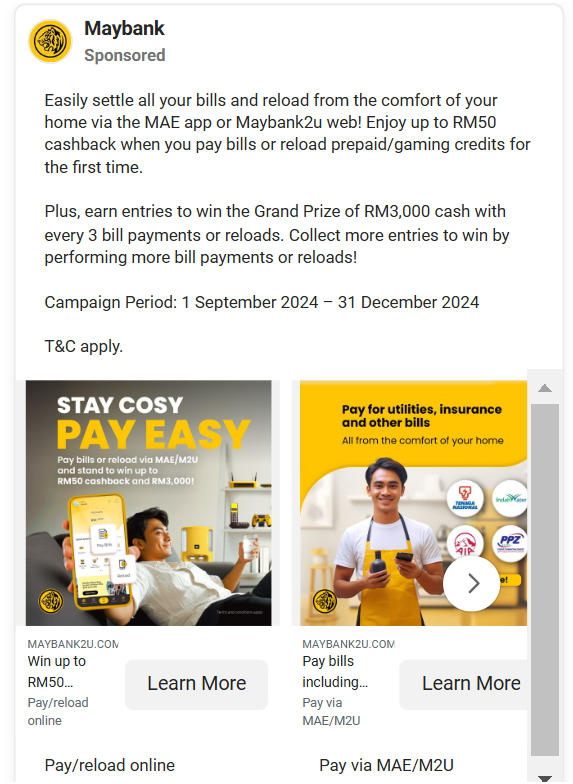 Maybank
Sponsored
Easily settle all your bills and reload from the comfort of your
home via the MAE app or Maybank2u web! Enjoy up to RM50
cashback when you pay bills or reload prepaid/gaming credits for
the first time.
Plus, earn entries to win the Grand Prize of RM3,000 cash with
every 3 bill payments or reloads. Collect more entries to win by
performing more bill payments or reloads!
Campaign Period: 1 September 2024 – 31 December 2024
T&C apply.
STAY COSY
PAY EASY
Pay bills or reload via MAE/M2U
and stand to win up to
RM50 cashback and RM3,000!
Pay Bills
Reload
Terms and conditions apply.
Pay for utilities, insurance
and other bills
All from the comfort of your home
TENAGA
NASIONAL
AIA
PPZ
e!
MAYBANK2U.COM
Win up to
RM50...
Pay/reload
online
Learn More
MAYBANK2U.COM
Pay bills
including...
Pay via
MAE/M2U
Learn More
Pay/reload online
Pay via MAE/M2U